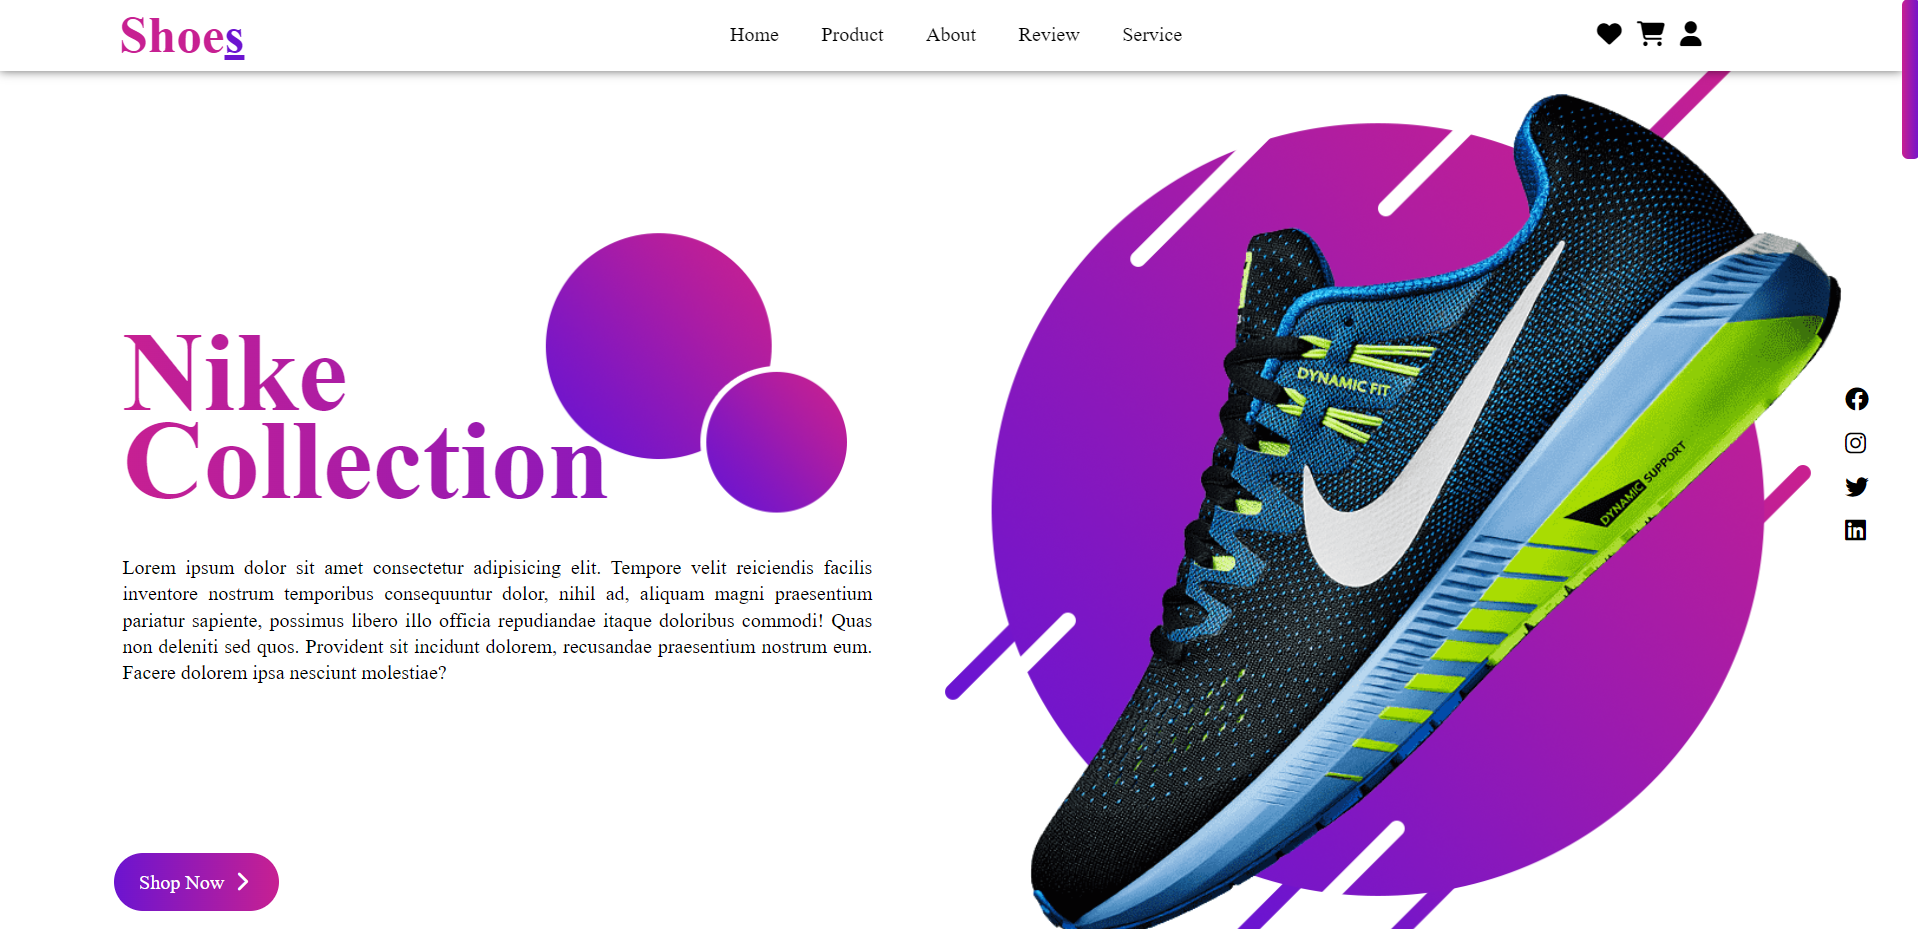 Shoes
Home Product About Review Service
Nike
Collection
DYNAMIC FIT
DYNAMIC SUPPORT
Lorem ipsum dolor sit amet consectetur adipisicing elit. Tempore velit reiciendis facilis
inventore nostrum temporibus consequuntur dolor, nihil ad, aliquam magni praesentium
pariatur sapiente, possimus libero illo officia repudiandae itaque doloribus commodi! Quas
non deleniti sed quos. Provident sit incidunt dolorem, recusandae praesentium nostrum eum.
Facere dolorem ipsa nesciunt molestiae?
Shop Now